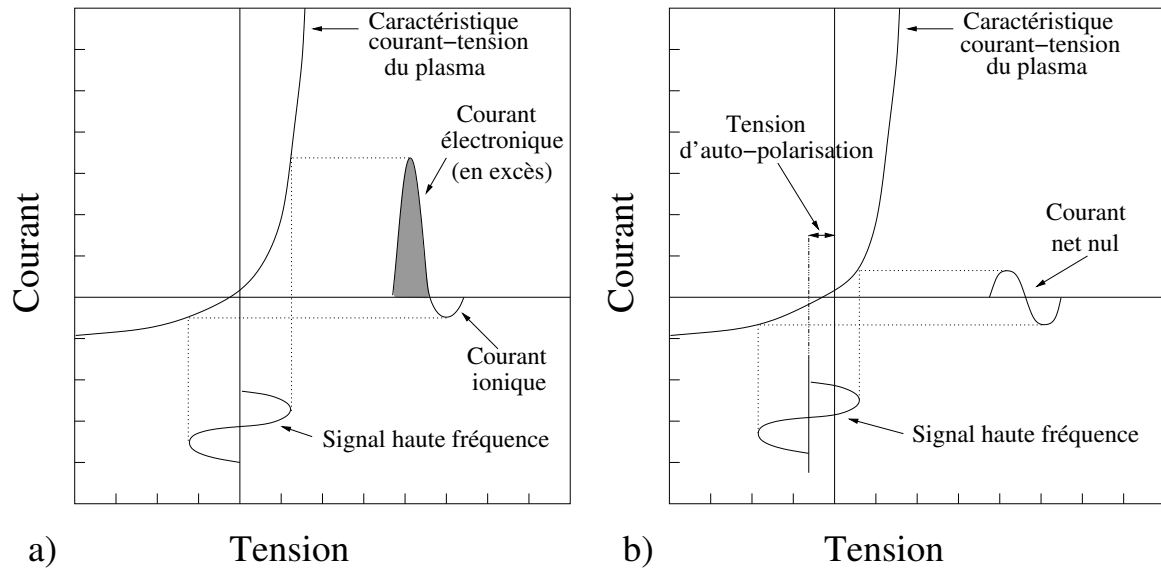 Caractéristique
courant−tension
du plasma
Courant
électronique
(en excès)
Courant
Courant
ionique
Signal haute fréquence
a)
Tension
Caractéristique
courant−tension
du plasma
Tension
d'auto−polarisation
Courant
Courant
net nul
Signal haute fréquence
b)
Tension